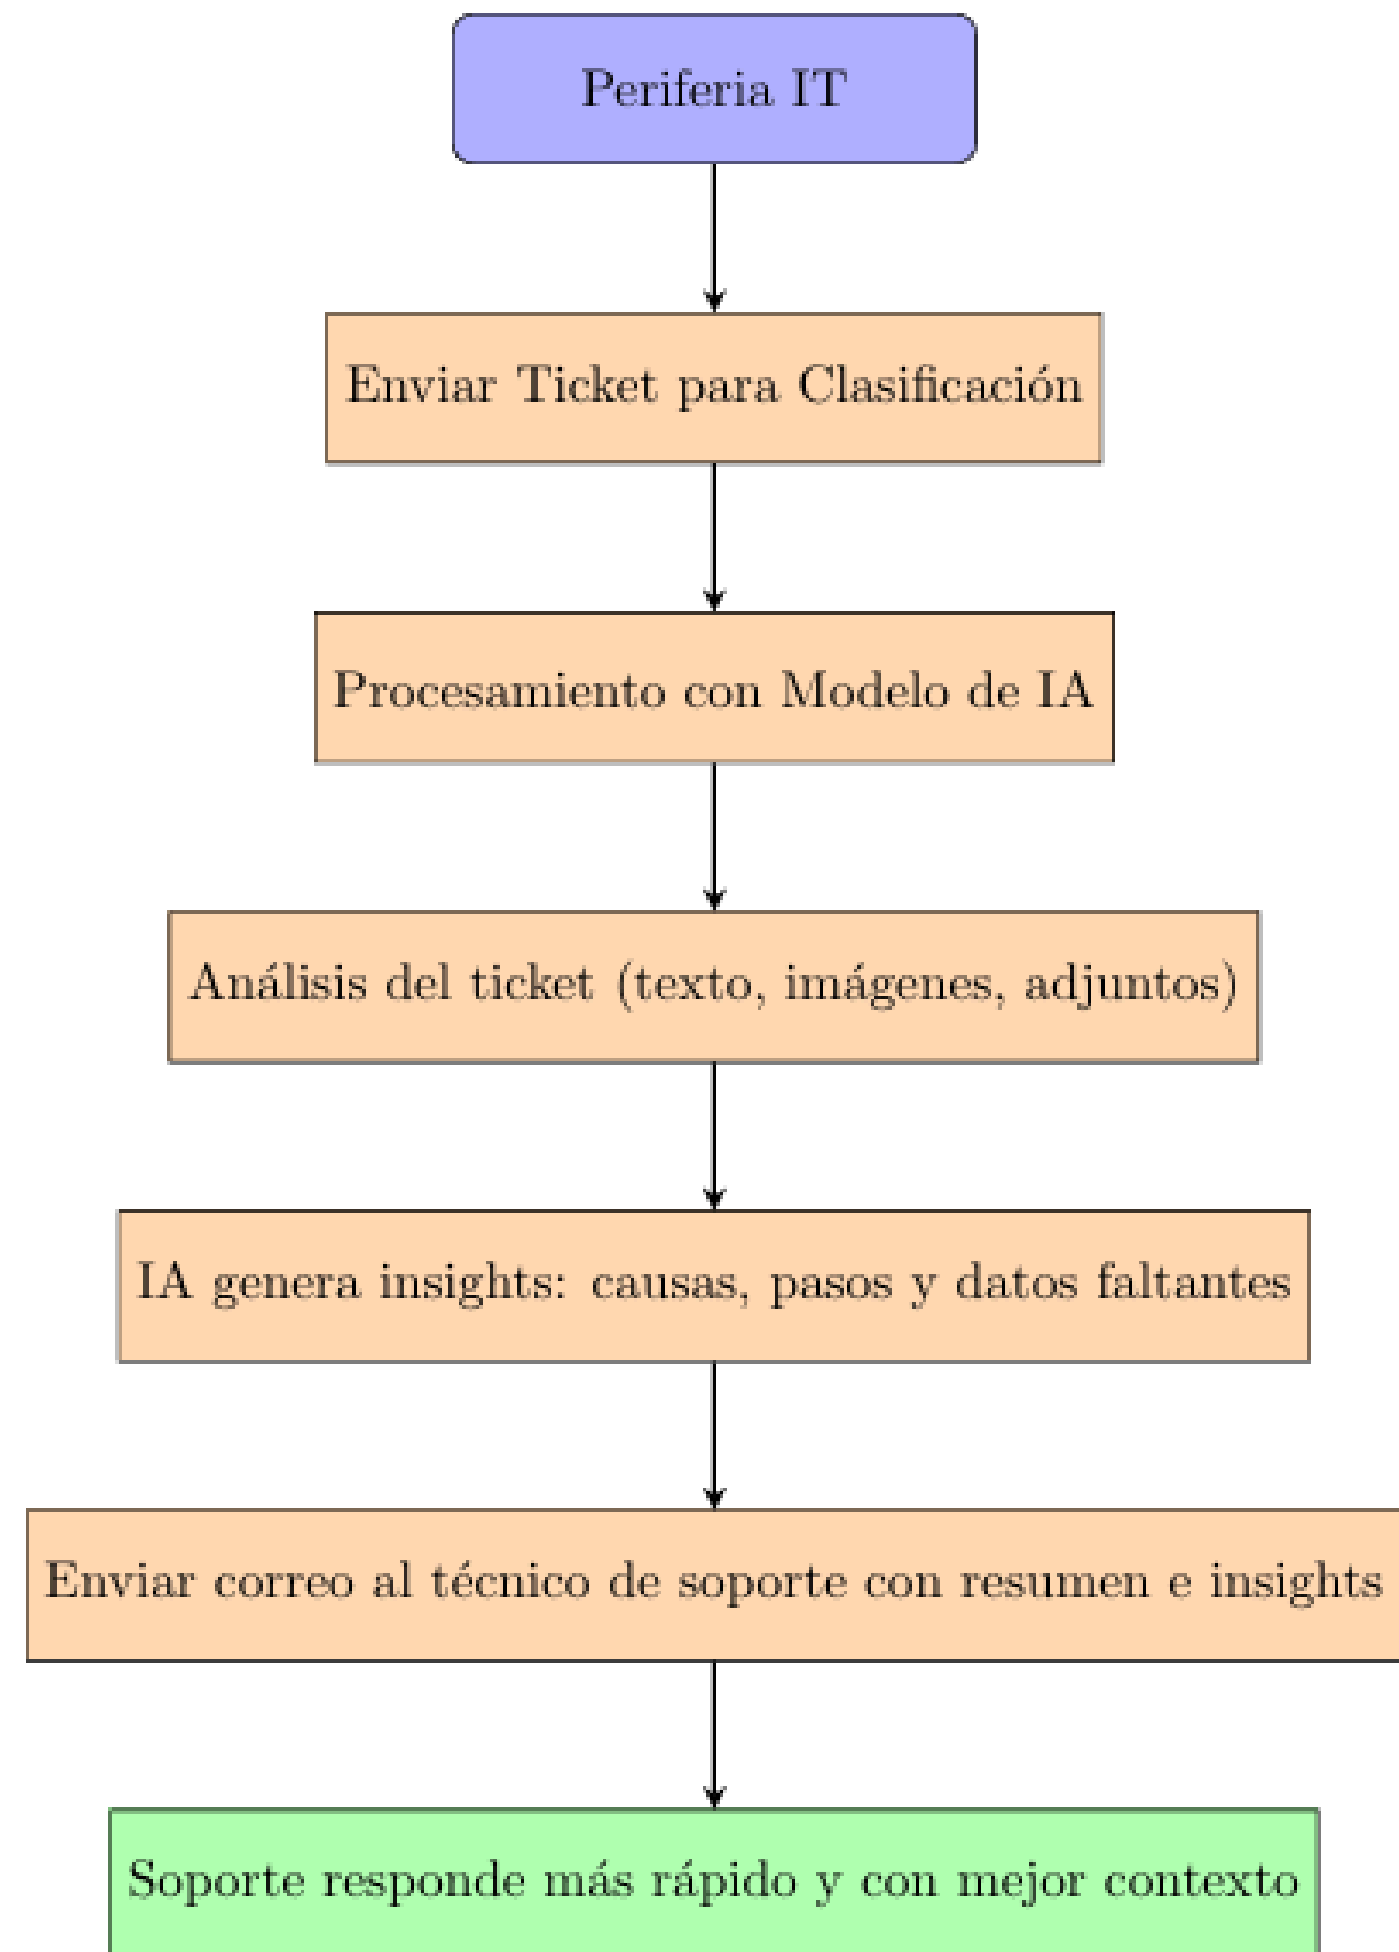 Periferia IT
Enviar Ticket para Clasificación
Procesamiento con Modelo de IA
Análisis del ticket (texto, imágenes, adjuntos)
IA genera insights: causas, pasos y datos faltantes
Enviar correo al técnico de soporte con resumen e insights
Soporte responde más rápido y con mejor contexto